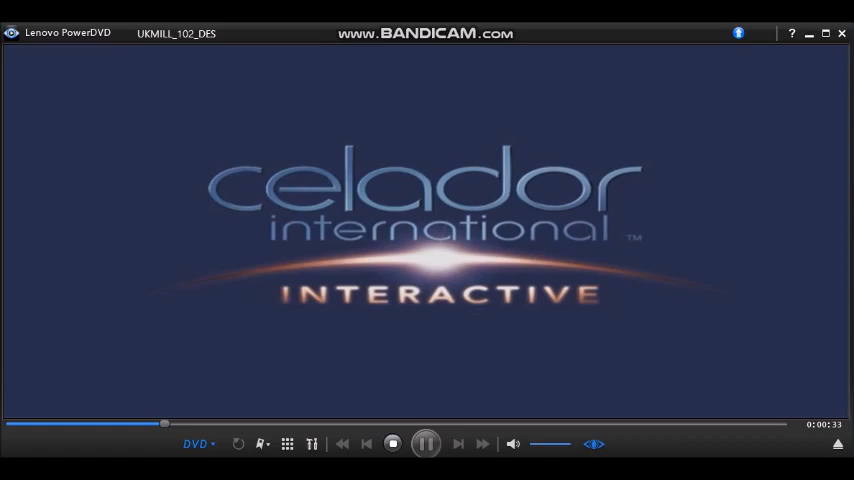 Lenovo PowerDVD UKMILL_102_DES www.BANDICAM.com ?
celador
international ™
INTERACTIVE
0:00:33
DVD